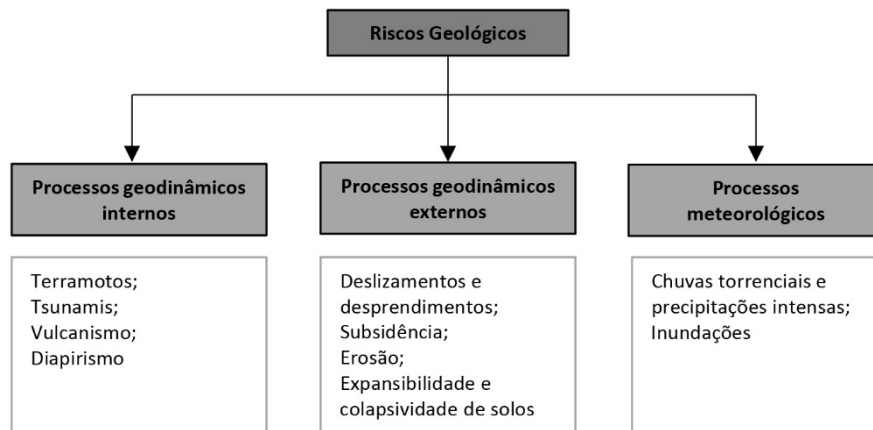 Riscos Geológicos
Processos geodinâmicos
internos
Terramotos;
Tsunamis;
Vulcanismo;
Diapirismo
Processos geodinâmicos
externos
Deslizamentos e
desprendimentos;
Subsidência;
Erosão;
Expansibilidade e
colapsividade de solos
Processos
meteorológicos
Chuvas torrenciais e
precipitações intensas;
Inundações